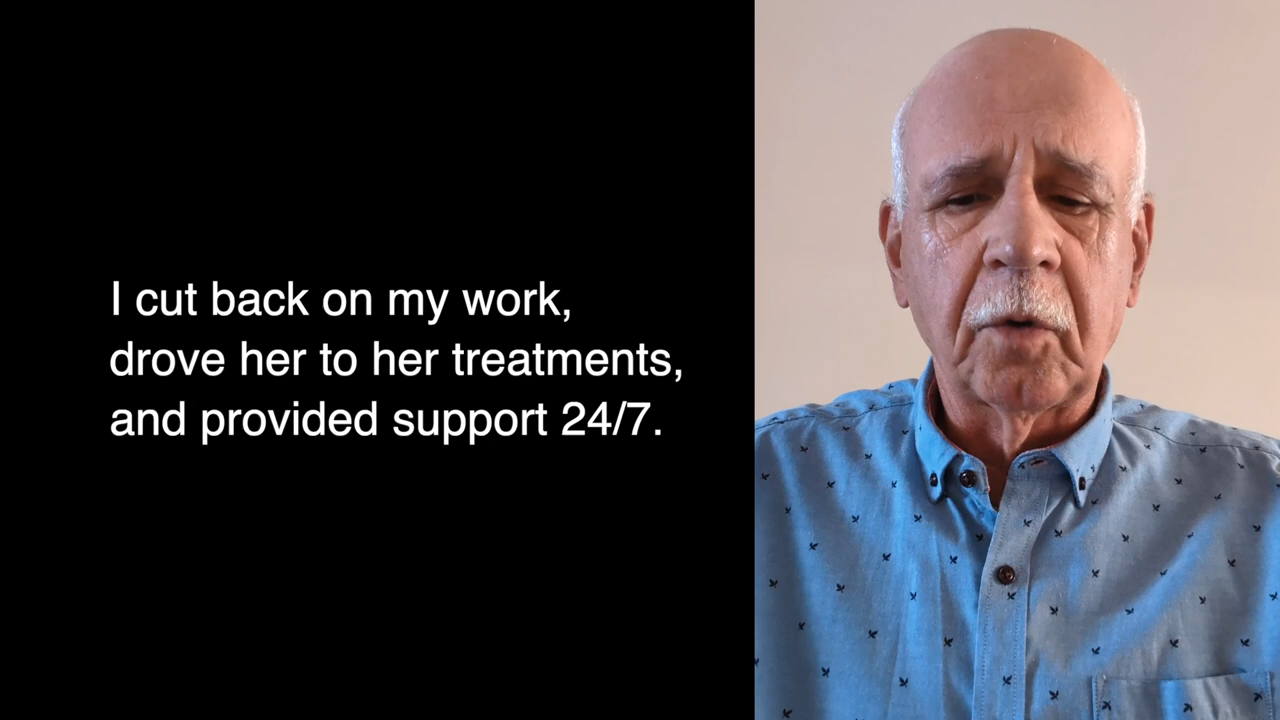 I cut back on my work,
drove her to her treatments,
and provided support 24/7.